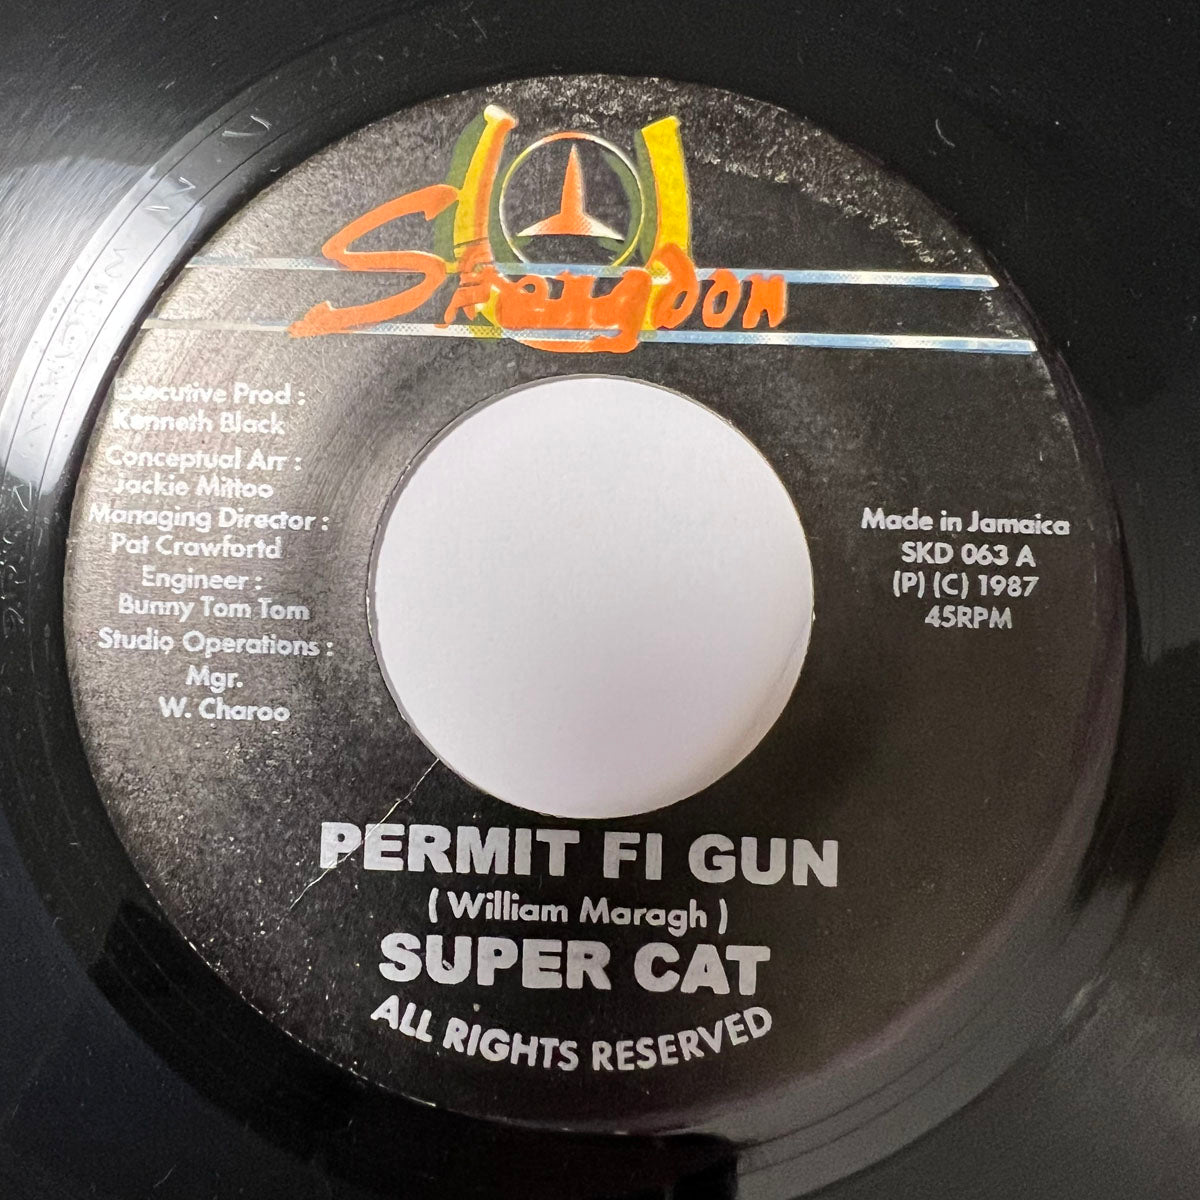 Skengdon
Executive Prod :
Kenneth Black
Conceptual Art :
Jackie Mittoo
Managing Director :
Pat Crawfortd
Engineer :
Bunny Tom Tom
Studio Operations :
Mgr.
W. Charoo
Made in Jamaica
SKD 063 A
(P) (C) 1987
45RPM
PERMIT FI GUN
( William Maragh )
SUPER CAT
ALL RIGHTS RESERVED